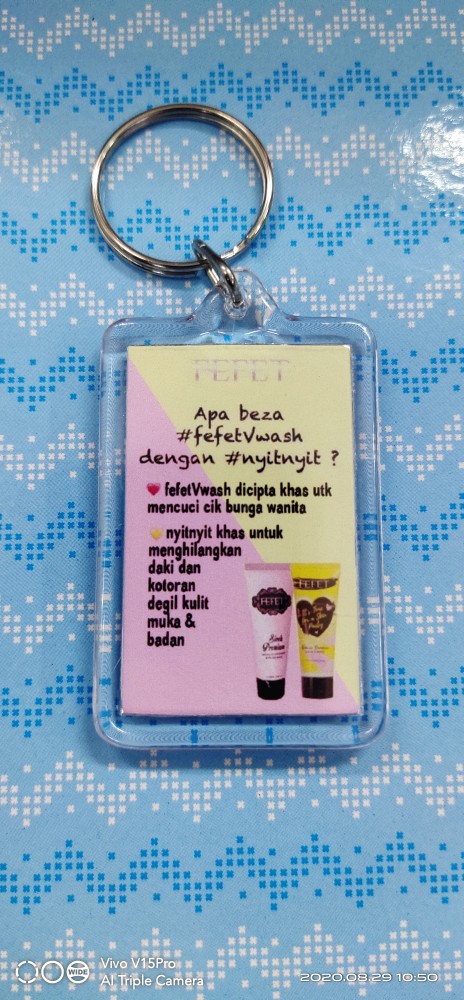 FEFET
Apa beza
#fefetVwash
dengan #nyitnyit ?
fefetVwash dicipta khas utk
mencuci cik bunga wanita
nyitnyit khas untuk
menghilangkan
daki dan
kotoran
degil kulit
muka &
badan
FEFET
FEFET
Vivo V15Pro
AI Triple Camera
WIDE
2020.08.29 10:50